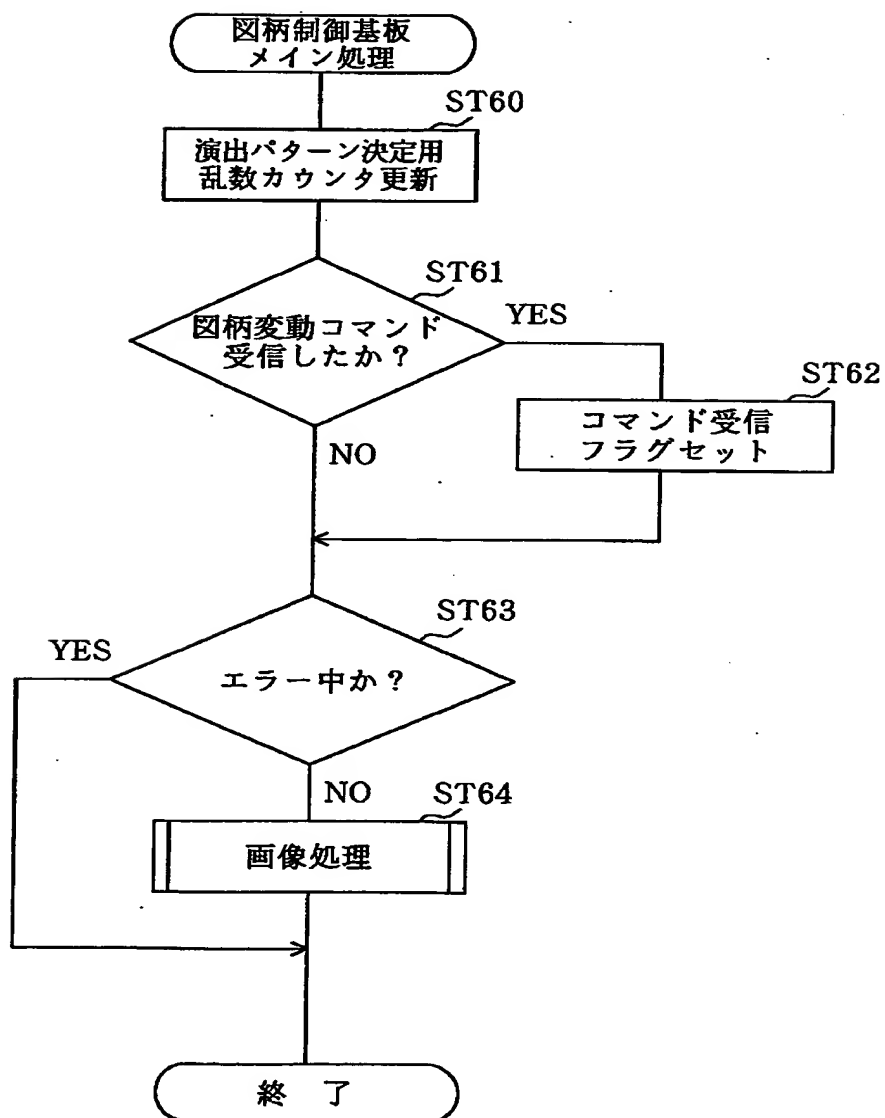 図柄制御基板
メイン処理
ST60
演出パターン決定用
乱数カウンタ更新
ST61
図柄変動コマンド
受信したか？
YES
ST62
コマンド受信
フラグセット
NO
ST63
YES
エラー中か？
NO
ST64
画像処理
終 了